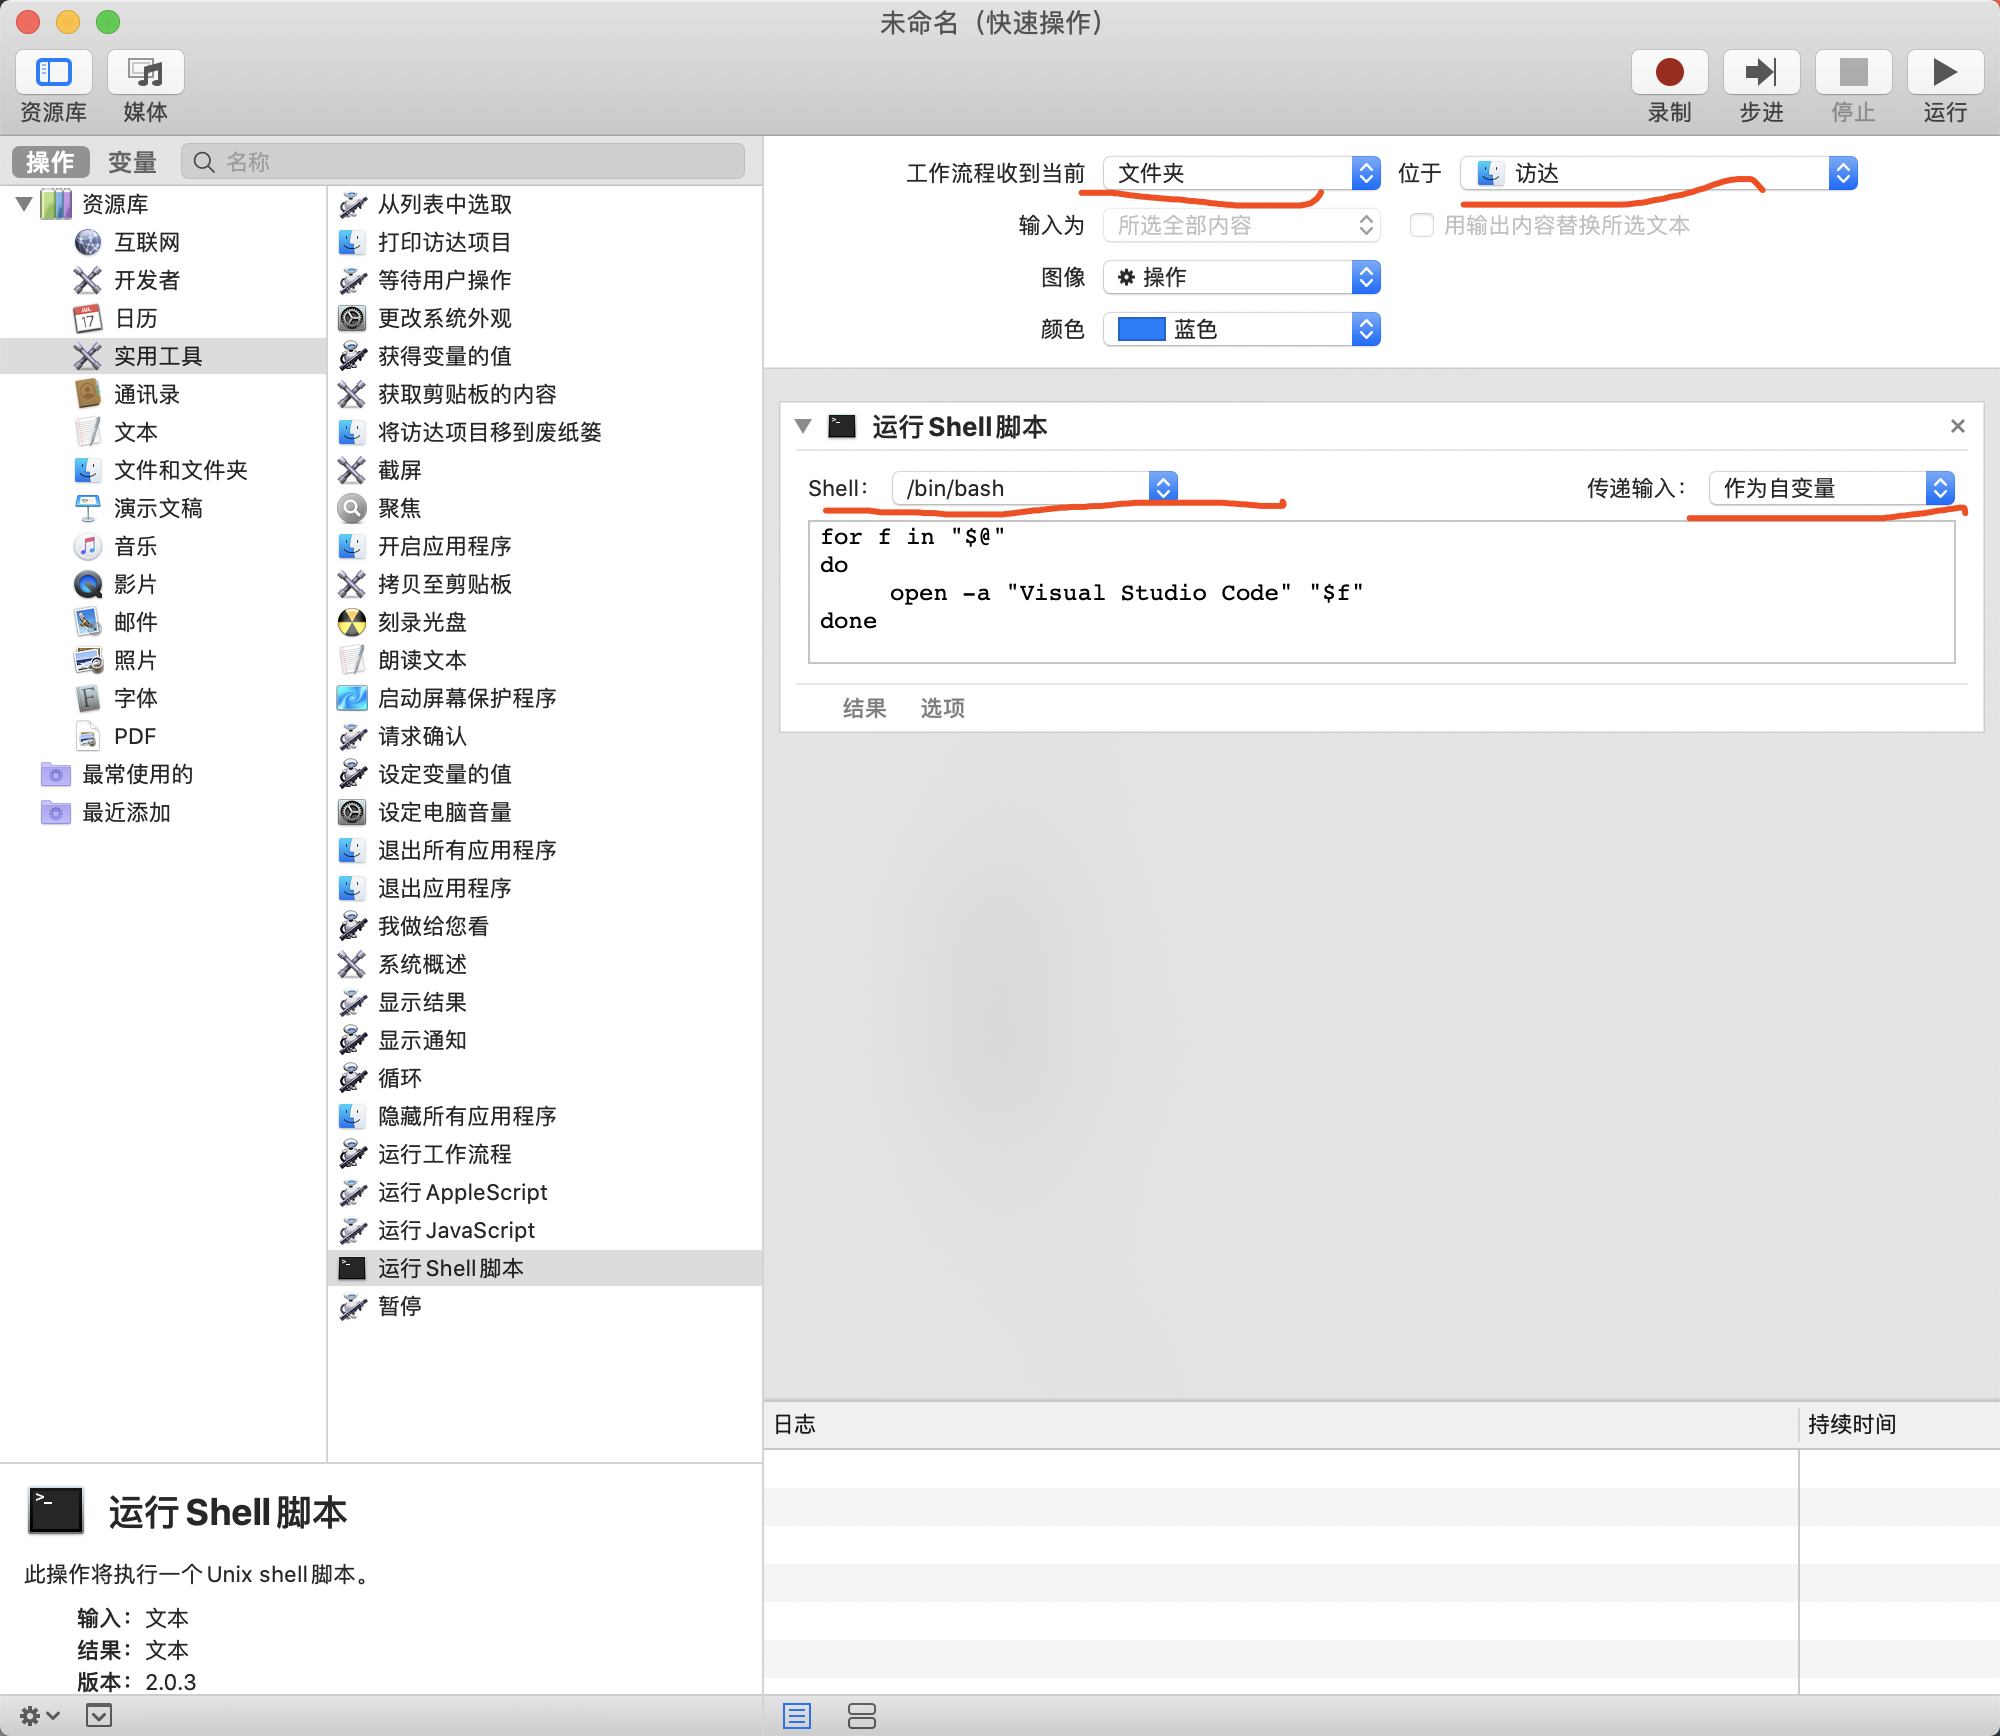 未命名（快速操作）
资源库
媒体
录制
步进
停止
运行
操作
变量
名称
资源库
互联网
开发者
日历
实用工具
通讯录
文本
文件和文件夹
演示文稿
音乐
影片
邮件
照片
字体
PDF
最常使用的
最近添加
从列表中选取
打印访达项目
等待用户操作
更改系统外观
获得变量的值
获取剪贴板的内容
将访达项目移到废纸篓
截屏
聚焦
开启应用程序
拷贝至剪贴板
刻录光盘
朗读文本
启动屏幕保护程序
请求确认
设定变量的值
设定电脑音量
退出所有应用程序
退出应用程序
我做给您看
系统概述
显示结果
显示通知
循环
隐藏所有应用程序
运行工作流程
运行 AppleScript
运行 JavaScript
运行 Shell 脚本
暂停
运行 Shell 脚本
此操作将执行一个 Unix shell 脚本。
输入：文本
结果：文本
版本：2.0.3
工作流程收到当前 文件夹 位于 访达
输入为 所选全部内容 用输出内容替换所选文本
图像 操作
颜色 蓝色
运行 Shell 脚本
Shell： /bin/bash 传递输入： 作为自变量
for f in "$@"
do
open -a "Visual Studio Code" "$f"
done
结果 选项
日志 持续时间